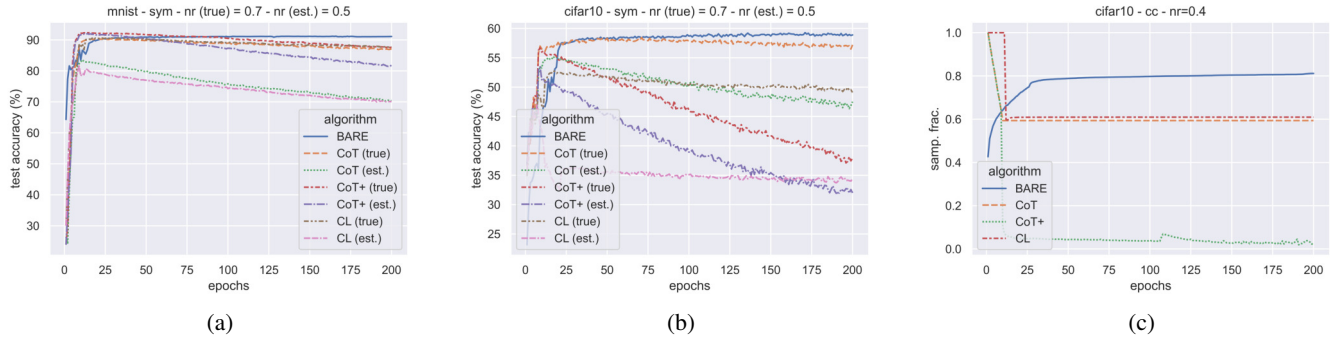 mnist - sym - nr (true) = 0.7 - nr (est.) = 0.5
test accuracy (%)
90
80
70
60
50
40
30
algorithm
BARE
CoT (true)
CoT (est.)
CoT+ (true)
CoT+ (est.)
CL (true)
CL (est.)
0 25 50 75 100 125 150 175 200
epochs
(a)
cifar10 - sym - nr (true) = 0.7 - nr (est.) = 0.5
test accuracy (%)
60
55
50
45
40
35
30
25
algorithm
BARE
CoT (true)
CoT (est.)
CoT+ (true)
CoT+ (est.)
CL (true)
CL (est.)
0 25 50 75 100 125 150 175 200
epochs
(b)
cifar10 - cc - nr=0.4
samp. frac.
1.0
0.8
0.6
0.4
0.2
0.0
algorithm
BARE
CoT
CoT+
CL
0 25 50 75 100 125 150 175 200
epochs
(c)